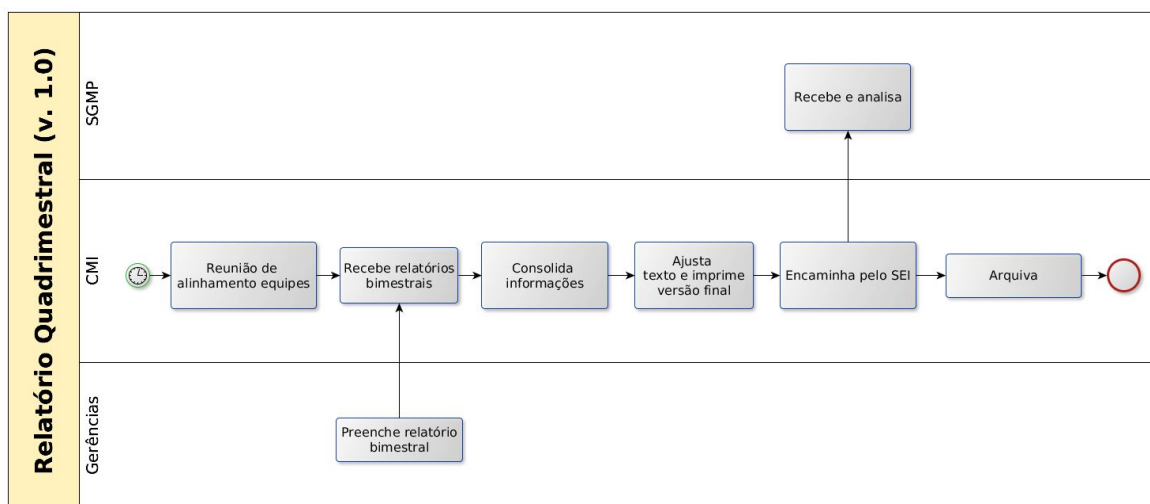 Relatório Quadrimestral (v. 1.0)
SGMP
Recebe e analisa
CMI
Reunião de
alinhamento equipes
Recebe relatórios
bimestrais
Consolida
informações
Ajusta
texto e imprime
versão final
Encaminha pelo SEI
Arquiva
Gerências
Preenche relatório
bimestral